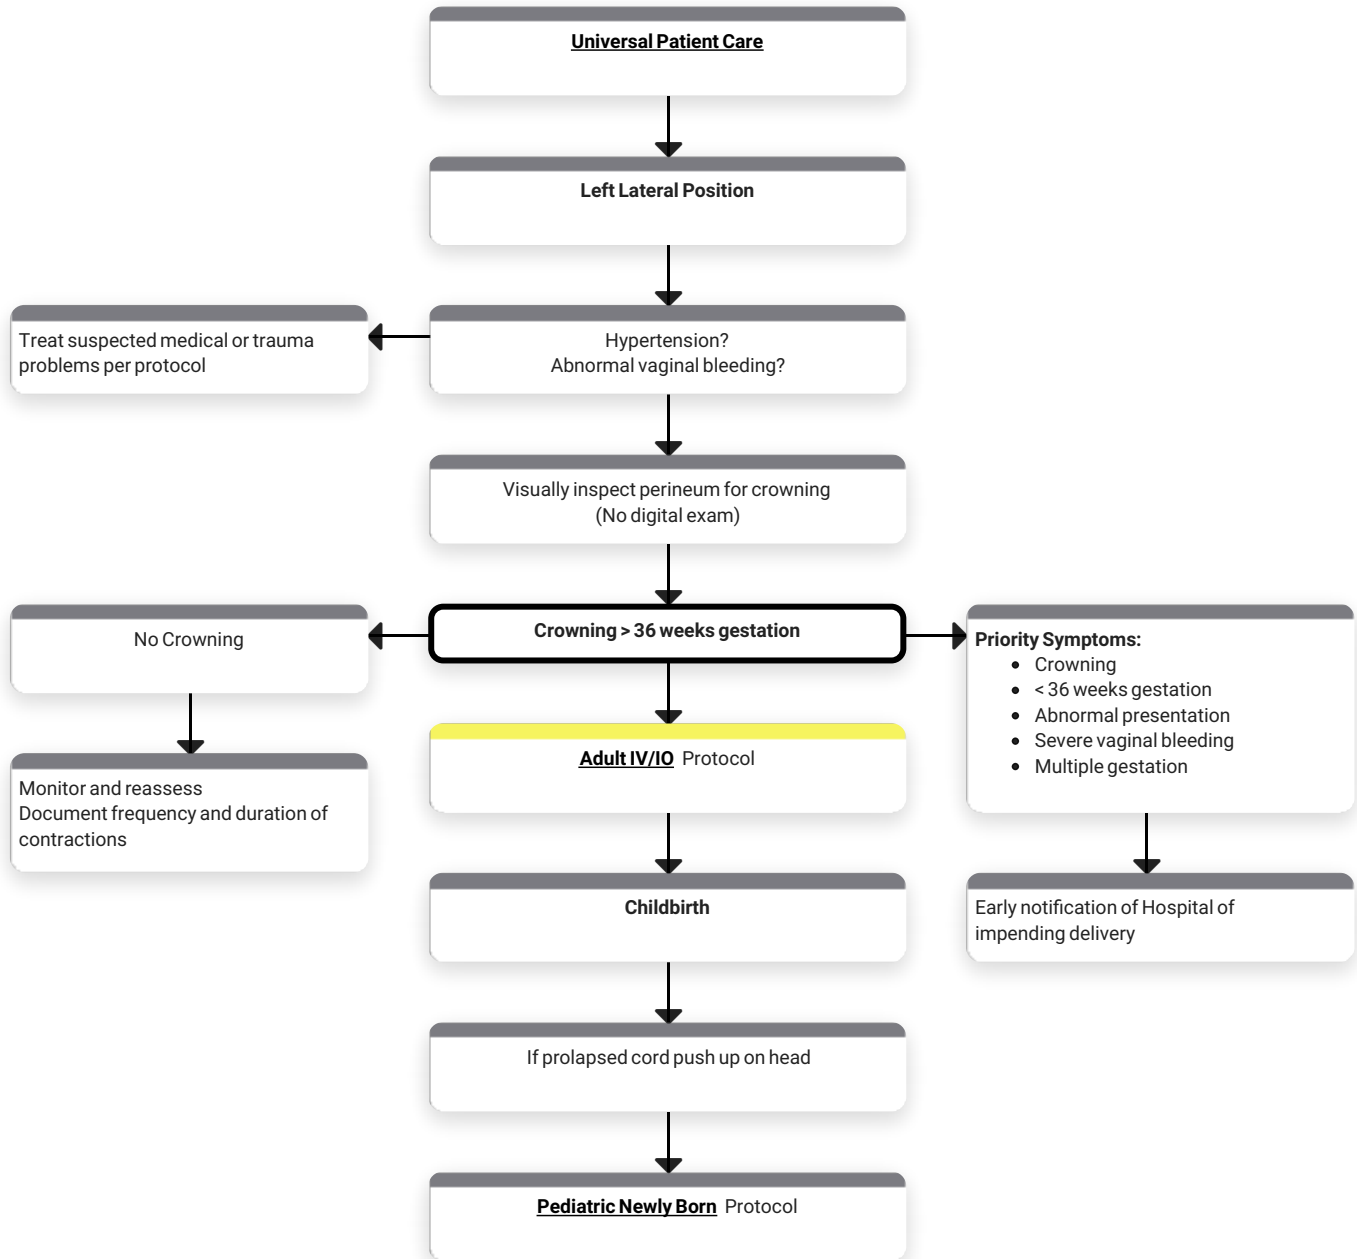 Universal Patient Care
Left Lateral Position
Treat suspected medical or trauma
problems per protocol
Hypertension?
Abnormal vaginal bleeding?
Visually inspect perineum for crowning
(No digital exam)
No Crowning
Crowning > 36 weeks gestation
Priority Symptoms:
• Crowning
• < 36 weeks gestation
• Abnormal presentation
• Severe vaginal bleeding
• Multiple gestation
Monitor and reassess
Document frequency and duration of
contractions
Adult IV/IO Protocol
Childbirth
Early notification of Hospital of
impending delivery
If prolapsed cord push up on head
Pediatric Newly Born Protocol